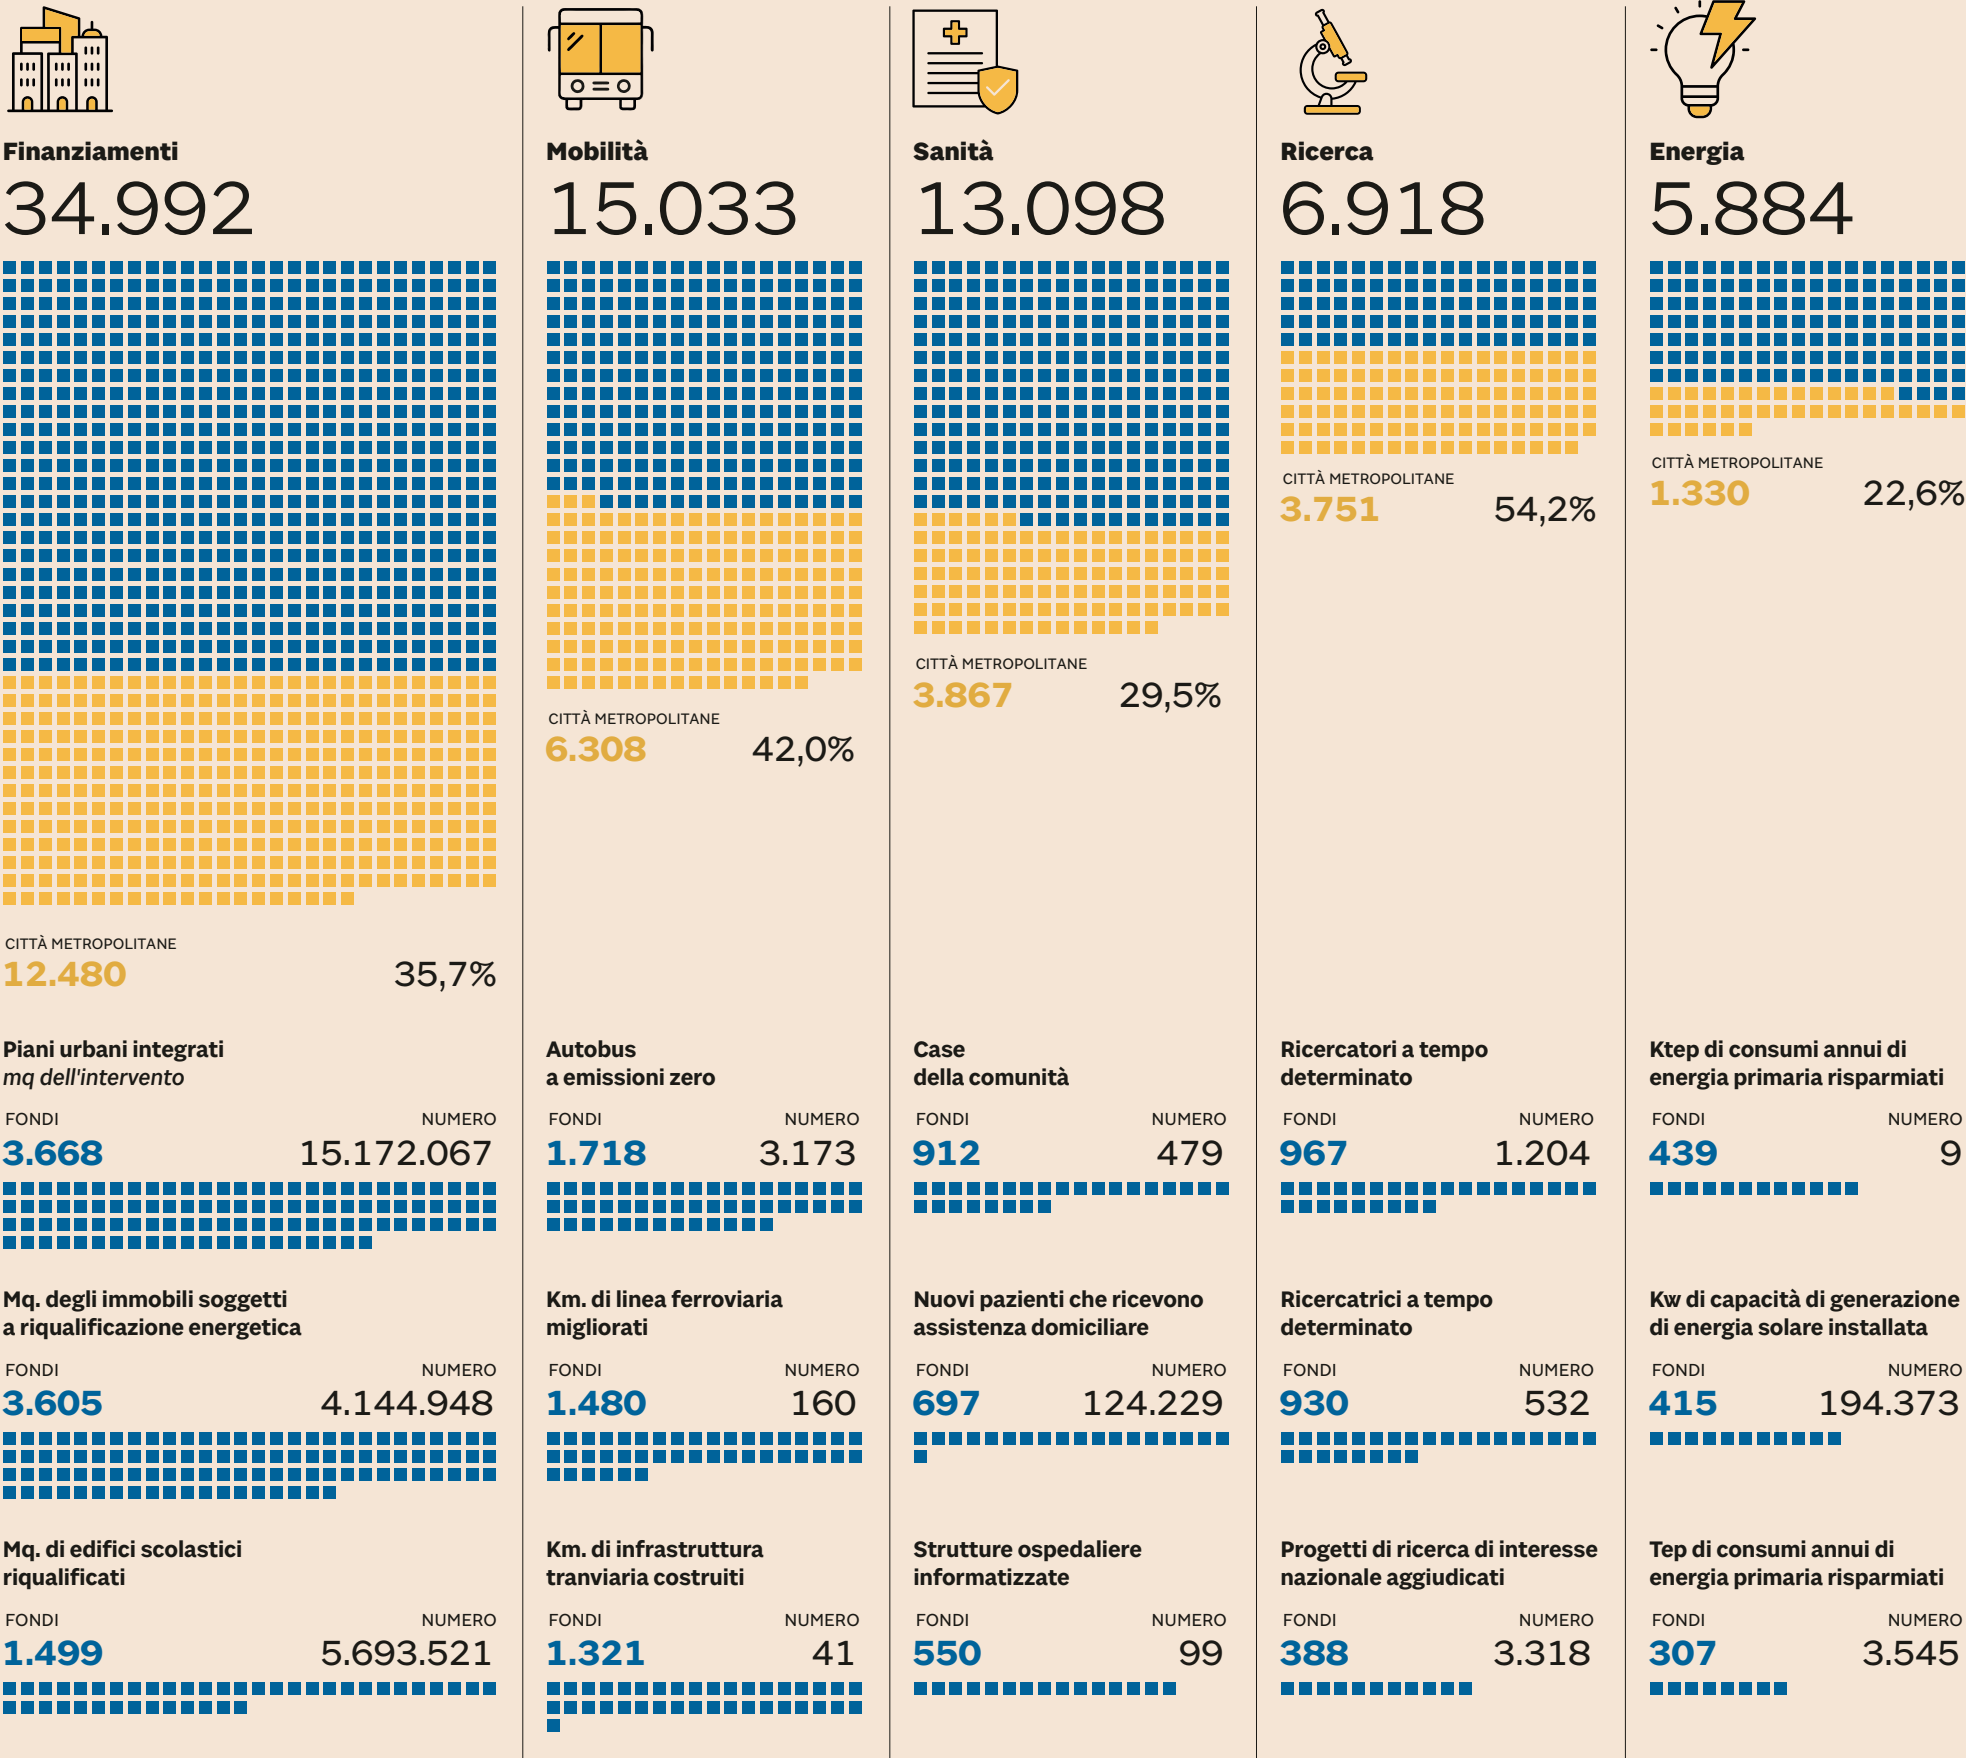 Finanziamenti
34.992
CITTÀ METROPOLITANE
12.480 35,7%
Piani urbani integrati
mq dell'intervento
FONDI NUMERO
3.668 15.172.067
Mq. degli immobili soggetti
a riqualificazione energetica
FONDI NUMERO
3.605 4.144.948
Mq. di edifici scolastici
riqualificati
FONDI NUMERO
1.499 5.693.521
Mobilità
15.033
CITTÀ METROPOLITANE
6.308 42,0%
Autobus
a emissioni zero
FONDI NUMERO
1.718 3.173
Km. di linea ferroviaria
migliorati
FONDI NUMERO
1.480 160
Km. di infrastruttura
tranviaria costruiti
FONDI NUMERO
1.321 41
Sanità
13.098
CITTÀ METROPOLITANE
3.867 29,5%
Case
della comunità
FONDI NUMERO
912 479
Nuovi pazienti che ricevono
assistenza domiciliare
FONDI NUMERO
697 124.229
Strutture ospedaliere
informatizzate
FONDI NUMERO
550 99
Ricerca
6.918
CITTÀ METROPOLITANE
3.751 54,2%
Ricercatori a tempo
determinato
FONDI NUMERO
967 1.204
Ricercatrici a tempo
determinato
FONDI NUMERO
930 532
Progetti di ricerca di interesse
nazionale aggiudicati
FONDI NUMERO
388 3.318
Energia
5.884
CITTÀ METROPOLITANE
1.330 22,6%
Ktep di consumi annui di
energia primaria risparmiati
FONDI NUMERO
439 9
Kw di capacità di generazione
di energia solare installata
FONDI NUMERO
415 194.373
Tep di consumi annui di
energia primaria risparmiati
FONDI NUMERO
307 3.545